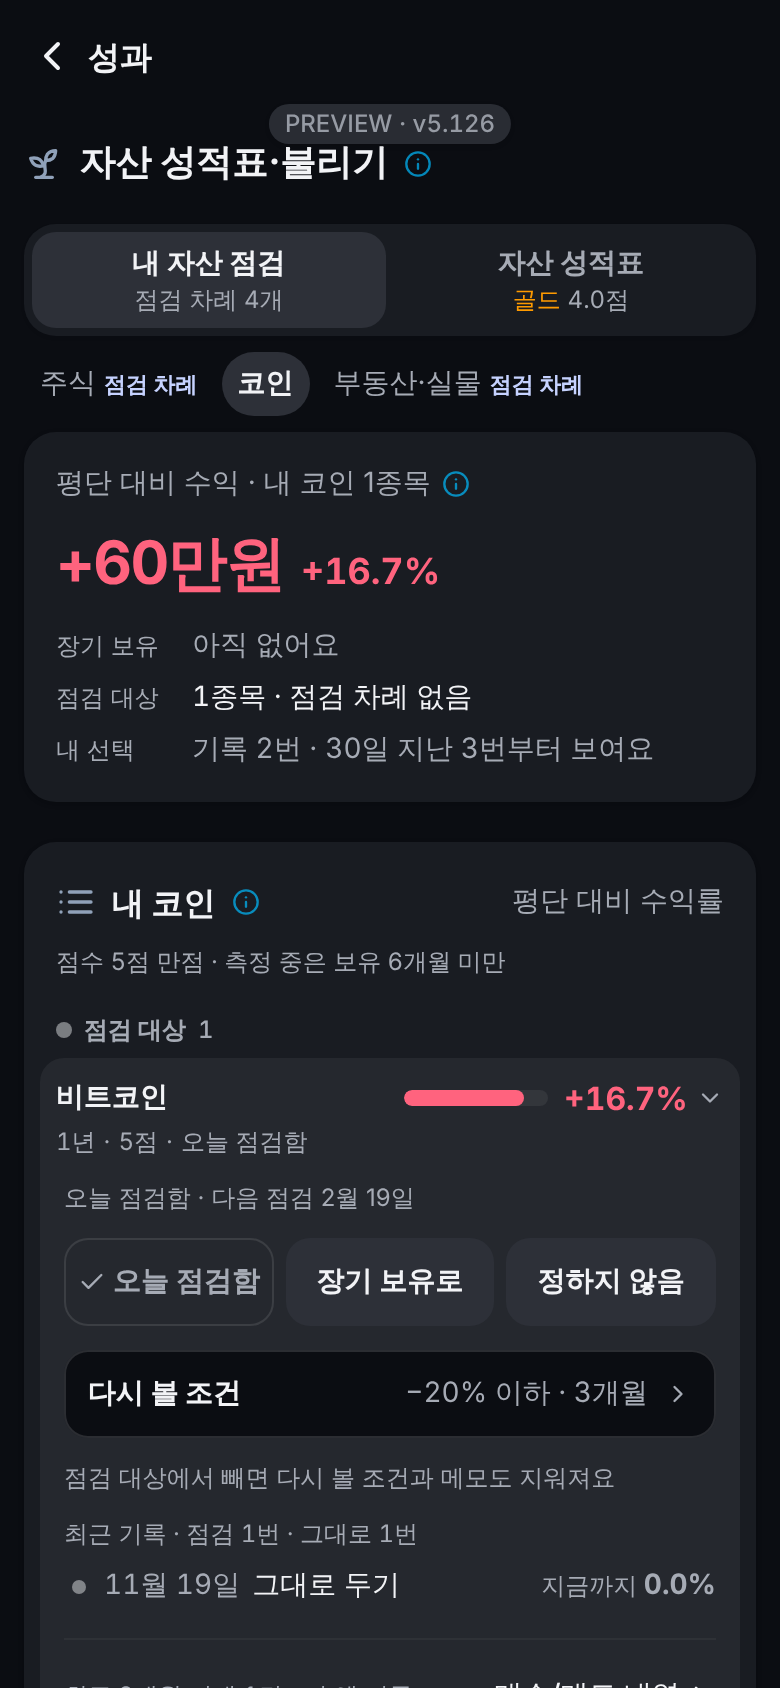 성과
PREVIEW · v5.126
자산 성적표·불리기
내 자산 점검
점검 차례 4개
자산 성적표
골드 4.0점
주식 점검 차례 코인 부동산·실물 점검 차례
평단 대비 수익 · 내 코인 1종목
+60만원 +16.7%
장기 보유 아직 없어요
점검 대상 1종목 · 점검 차례 없음
내 선택 기록 2번 · 30일 지난 3번부터 보여요
내 코인 평단 대비 수익률
점수 5점 만점 · 측정 중은 보유 6개월 미만
점검 대상 1
비트코인 +16.7%
1년 · 5점 · 오늘 점검함
오늘 점검함 · 다음 점검 2월 19일
오늘 점검함 장기 보유로 정하지 않음
다시 볼 조건 −20% 이하 · 3개월
점검 대상에서 빼면 다시 볼 조건과 메모도 지워져요
최근 기록 · 점검 1번 · 그대로 1번
11월 19일 그대로 두기 지금까지 0.0%